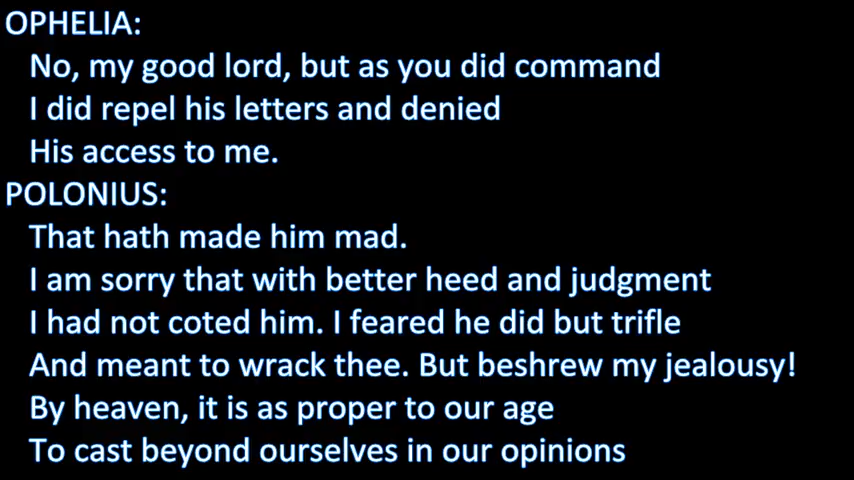 OPHELIA:
No, my good lord, but as you did command
I did repel his letters and denied
His access to me.
POLONIUS:
That hath made him mad.
I am sorry that with better heed and judgment
I had not coted him. I feared he did but trifle
And meant to wrack thee. But beshrew my jealousy!
By heaven, it is as proper to our age
To cast beyond ourselves in our opinions